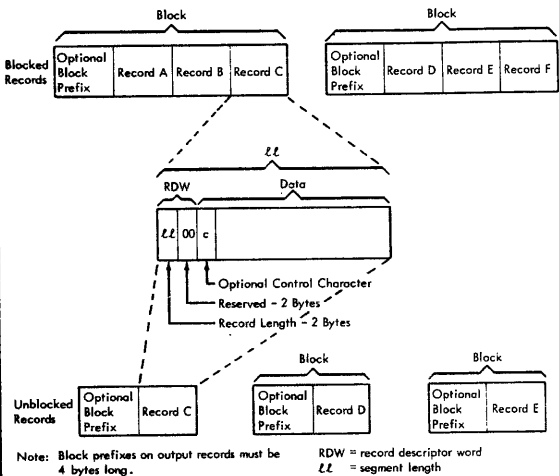 Block
Block
Blocked
Records
Optional
Block
Prefix
Record A
Record B
Record C
Optional
Block
Prefix
Record D
Record E
Record F
ℓℓ
RDW
Data
ℓℓ
00
c
Optional Control Character
Reserved – 2 Bytes
Record Length – 2 Bytes
Block
Block
Unblocked
Records
Optional
Block
Prefix
Record C
Optional
Block
Prefix
Record D
Optional
Block
Prefix
Record E
Note: Block prefixes on output records must be
4 bytes long.
RDW = record descriptor word
ℓℓ = segment length